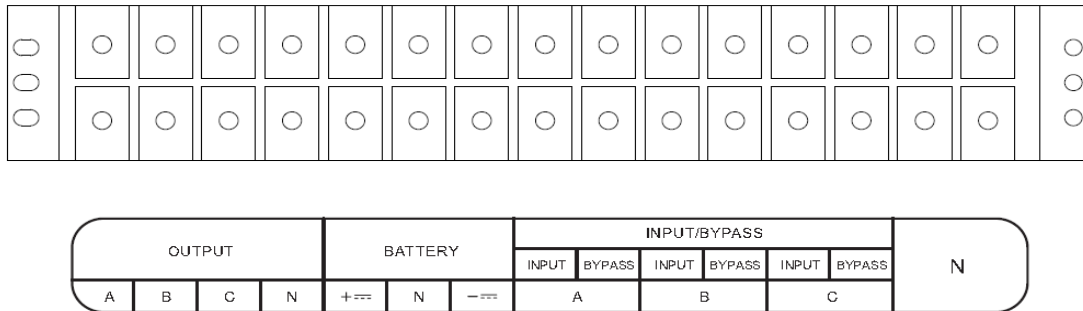 INPUT/BYPASS
OUTPUT BATTERY N
INPUT BYPASS INPUT BYPASS INPUT BYPASS
A B C N +⎓ N −⎓ A B C